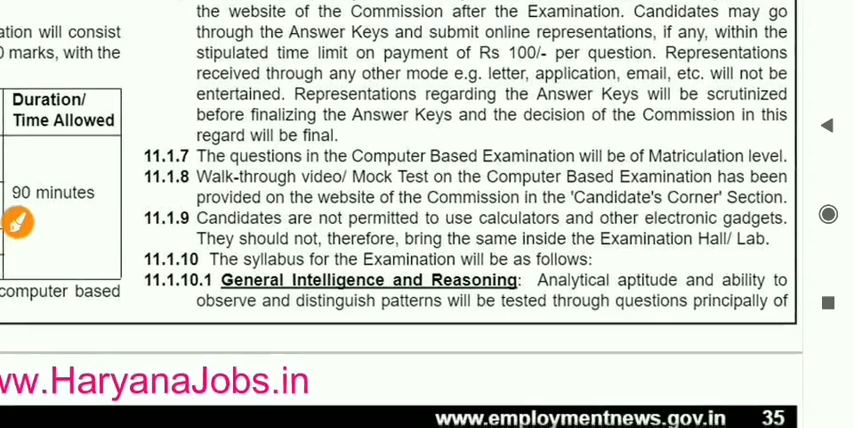 the website of the Commission after the Examination. Candidates may go
through the Answer Keys and submit online representations, if any, within the
stipulated time limit on payment of Rs 100/- per question. Representations
received through any other mode e.g. letter, application, email, etc. will not be
entertained. Representations regarding the Answer Keys will be scrutinized
before finalizing the Answer Keys and the decision of the Commission in this
regard will be final.
11.1.7 The questions in the Computer Based Examination will be of Matriculation level.
11.1.8 Walk-through video/ Mock Test on the Computer Based Examination has been
provided on the website of the Commission in the 'Candidate's Corner' Section.
11.1.9 Candidates are not permitted to use calculators and other electronic gadgets.
They should not, therefore, bring the same inside the Examination Hall/ Lab.
11.1.10 The syllabus for the Examination will be as follows:
11.1.10.1 General Intelligence and Reasoning: Analytical aptitude and ability to
observe and distinguish patterns will be tested through questions principally of
ation will consist
0 marks, with the
Duration/
Time Allowed
90 minutes
computer based
ww.HaryanaJobs.in
www.employmentnews.gov.in 35